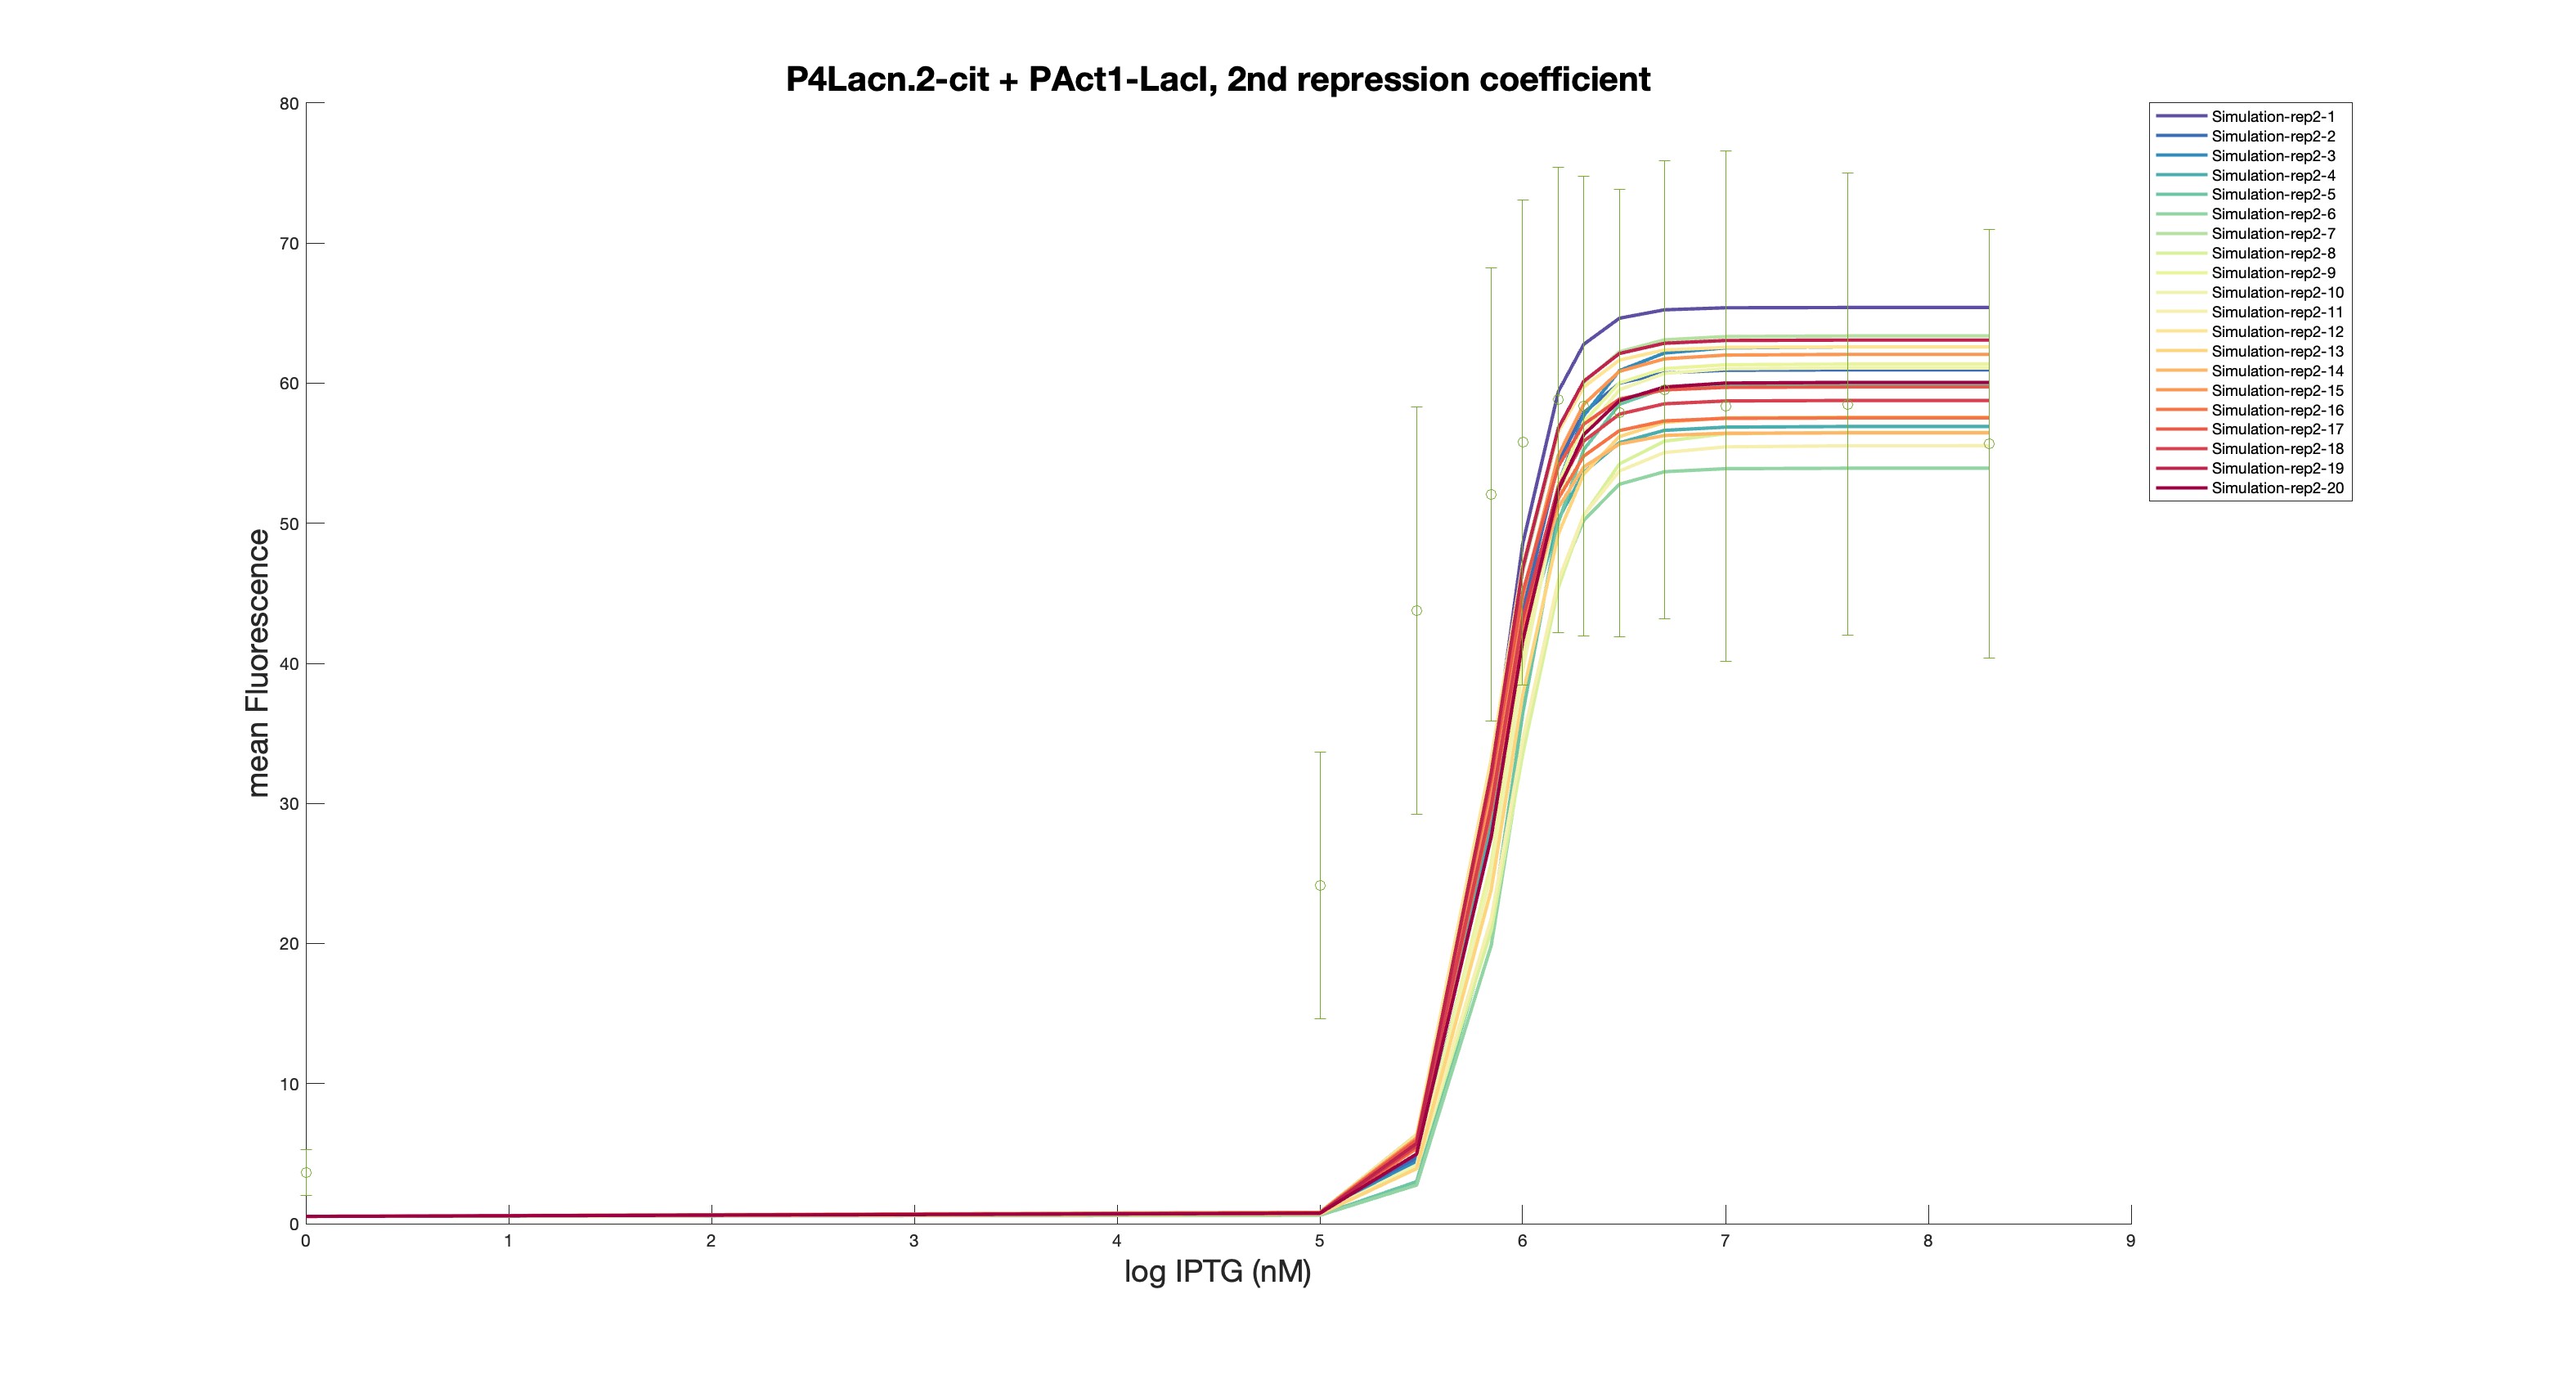 P4Lacn.2-cit + PAct1-LacI, 2nd repression coefficient
80
70
60
50
40
30
20
10
0
mean Fluorescence
0 1 2 3 4 5 6 7 8 9
log IPTG (nM)
Simulation-rep2-1
Simulation-rep2-2
Simulation-rep2-3
Simulation-rep2-4
Simulation-rep2-5
Simulation-rep2-6
Simulation-rep2-7
Simulation-rep2-8
Simulation-rep2-9
Simulation-rep2-10
Simulation-rep2-11
Simulation-rep2-12
Simulation-rep2-13
Simulation-rep2-14
Simulation-rep2-15
Simulation-rep2-16
Simulation-rep2-17
Simulation-rep2-18
Simulation-rep2-19
Simulation-rep2-20